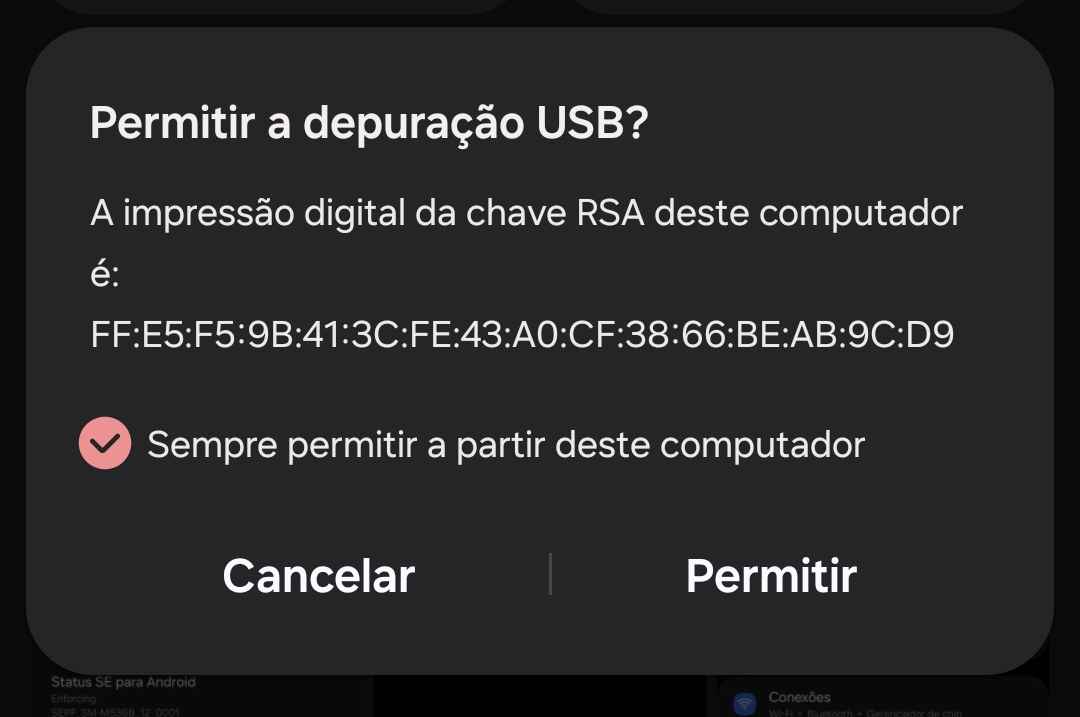 Permitir a depuração USB?
A impressão digital da chave RSA deste computador
é:
FF:E5:F5:9B:41:3C:FE:43:A0:CF:38:66:BE:AB:9C:D9
Sempre permitir a partir deste computador
Cancelar
Permitir
Status SE para Android
Enforcing
Conexões
Wi-Fi • Bluetooth • Gerenciador de chip